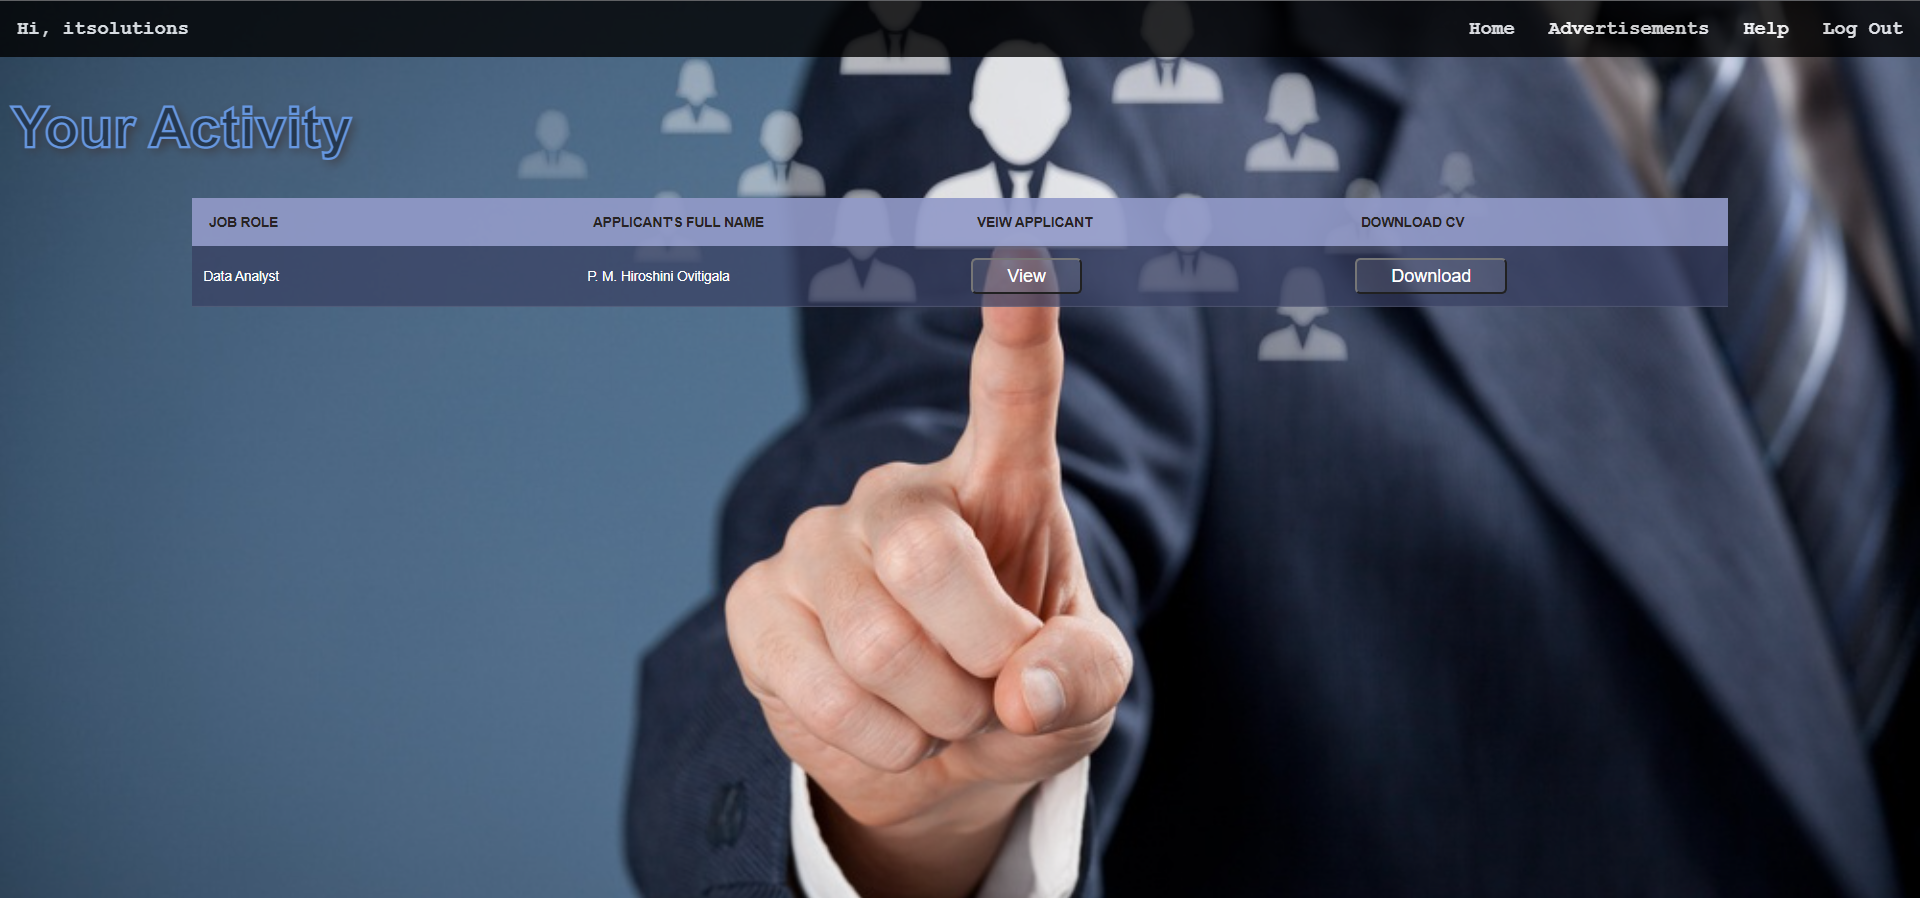 Hi, itsolutions Home Advertisements Help Log Out
Your Activity
JOB ROLE APPLICANT'S FULL NAME VEIW APPLICANT DOWNLOAD CV
Data Analyst P. M. Hiroshini Ovitigala View Download